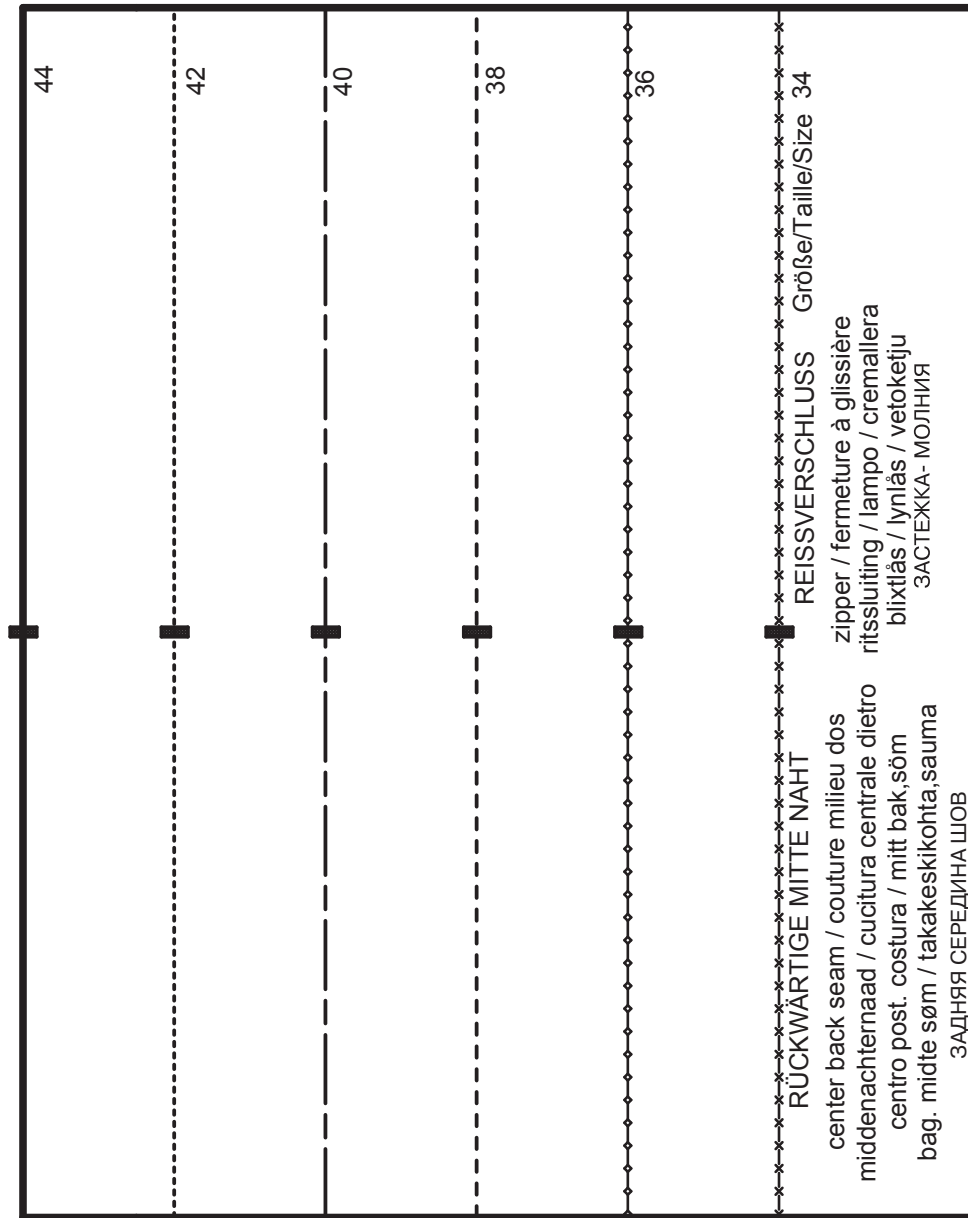 44
42
40
38
36
Größe/Taille/Size 34
REISSVERSCHLUSS
zipper / fermeture à glissière
ritssluiting / lampo / cremallera
blixtlås / lynlås / vetoketju
ЗАСТЕЖКА- МОЛНИЯ
RÜCKWÄRTIGE MITTE NAHT
center back seam / couture milieu dos
middenachternaad / cucitura centrale dietro
centro post. costura / mitt bak,söm
bag. midte søm / takakeskikohta,sauma
ЗАДНЯЯ СЕРЕДИНА ШОВ